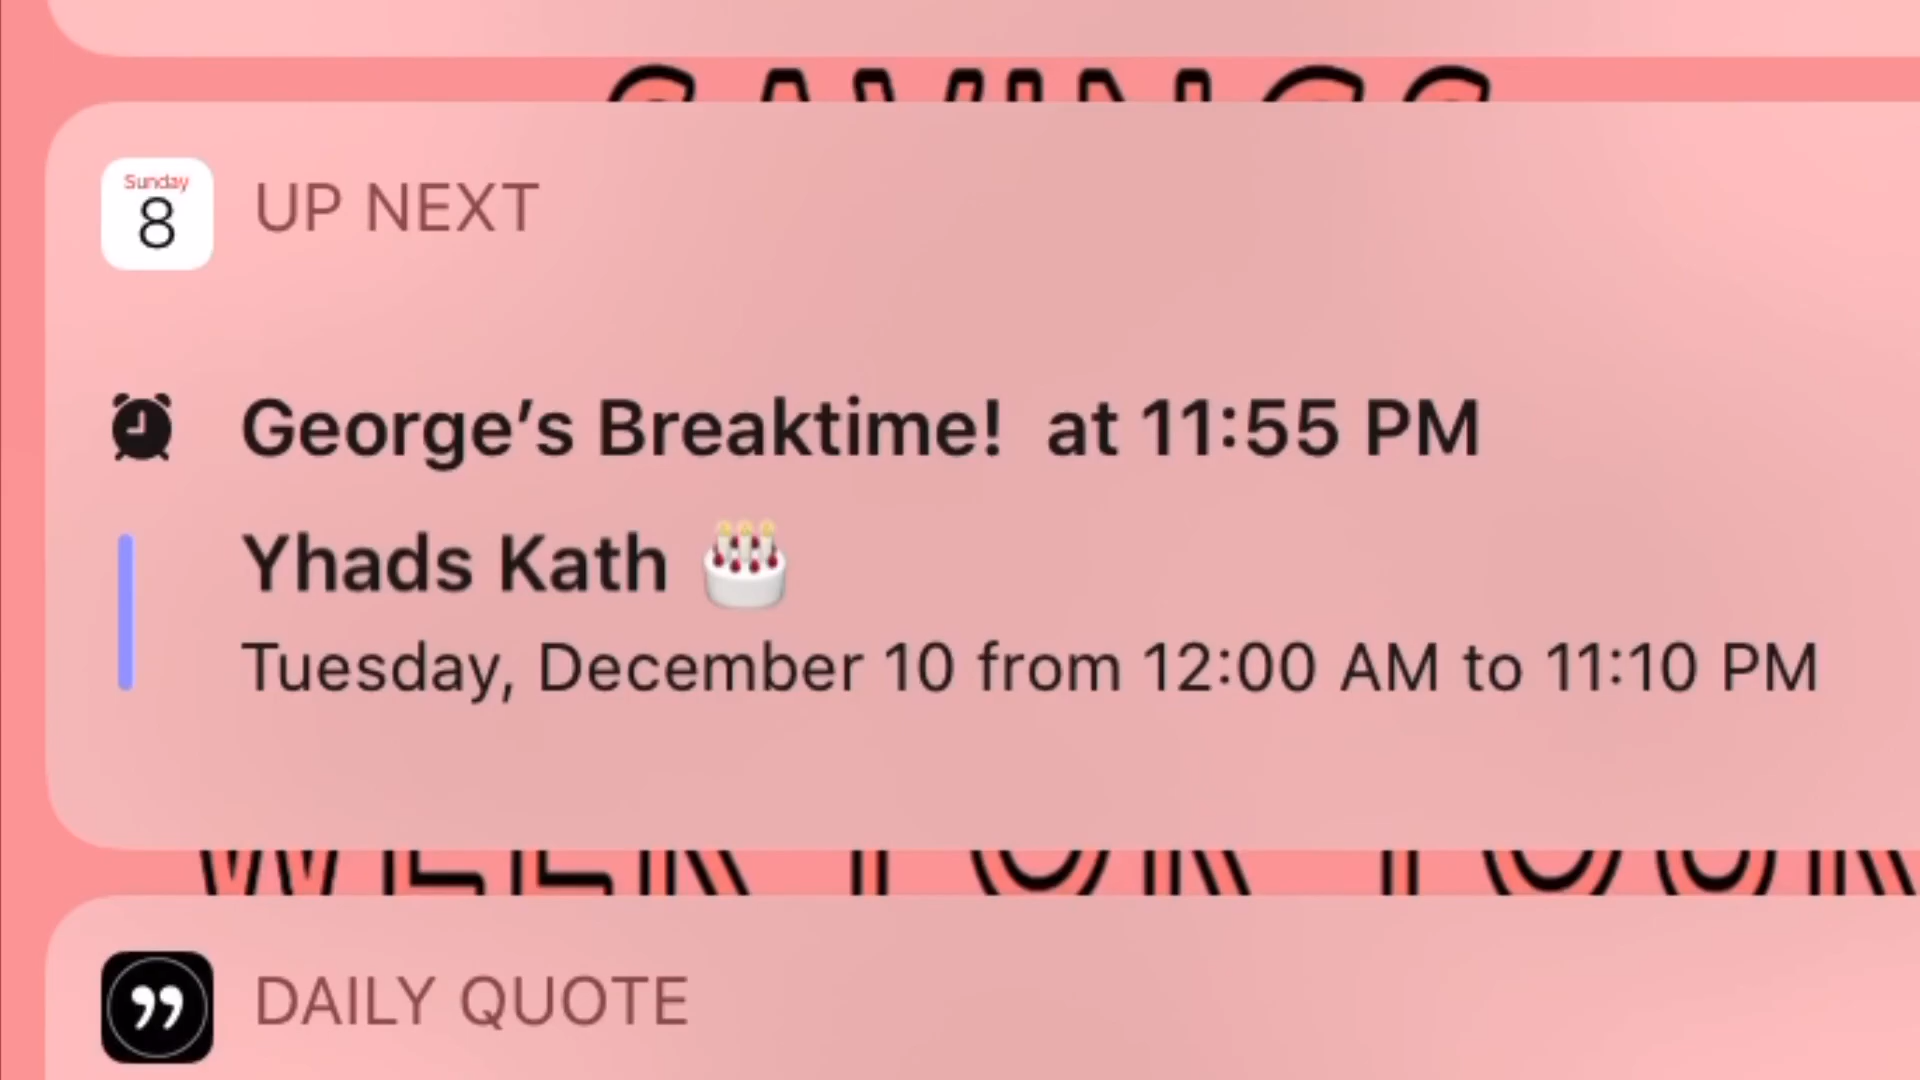 Sunday
8
UP NEXT
George’s Breaktime! at 11:55 PM
Yhads Kath 🎂
Tuesday, December 10 from 12:00 AM to 11:10 PM
DAILY QUOTE